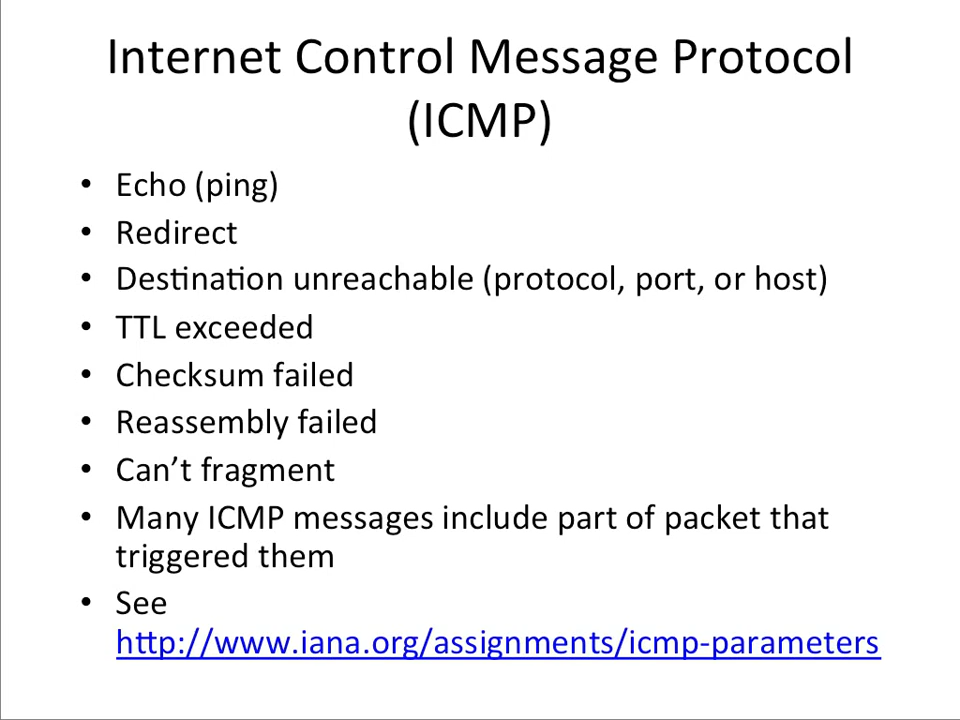 Internet Control Message Protocol
(ICMP)
• Echo (ping)
• Redirect
• Destination unreachable (protocol, port, or host)
• TTL exceeded
• Checksum failed
• Reassembly failed
• Can’t fragment
• Many ICMP messages include part of packet that
triggered them
• See
http://www.iana.org/assignments/icmp-parameters